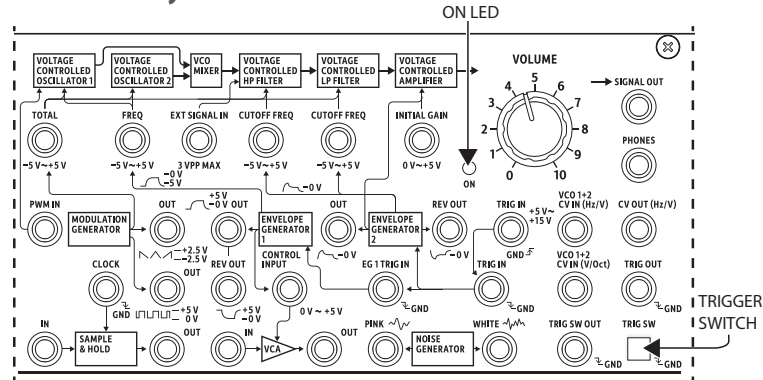 ON LED
VOLTAGE CONTROLLED OSCILLATOR 1
VOLTAGE CONTROLLED OSCILLATOR 2
VCO MIXER
VOLTAGE CONTROLLED HP FILTER
VOLTAGE CONTROLLED LP FILTER
VOLTAGE CONTROLLED AMPLIFIER
VOLUME
0 1 2 3 4 5 6 7 8 9 10
SIGNAL OUT
TOTAL
FREQ
EXT SIGNAL IN
CUTOFF FREQ
CUTOFF FREQ
INITIAL GAIN
PHONES
−5 V~+5 V
−5 V~+5 V
3 VPP MAX
−5 V~+5 V
−5 V~+5 V
0 V~+5 V
ON
−0 V
−5 V
−0 V
PWM IN
MODULATION GENERATOR
OUT
+5 V
−0 V
OUT
ENVELOPE GENERATOR 1
OUT
ENVELOPE GENERATOR 2
REV OUT
TRIG IN
+5 V~
+15 V
GND
VCO 1+2
CV IN (Hz/V)
CV OUT (Hz/V)
+2.5 V
−2.5 V
−0 V
−0 V
CLOCK
OUT
REV OUT
CONTROL INPUT
EG 1 TRIG IN
TRIG IN
VCO 1+2
CV IN (V/Oct)
TRIG OUT
GND
+5 V
0 V
+5 V
−0 V
0 V ~ +5 V
GND
GND
GND
TRIGGER SWITCH
IN
SAMPLE & HOLD
OUT
IN
VCA
OUT
PINK
NOISE GENERATOR
WHITE
TRIG SW OUT
GND
TRIG SW
GND